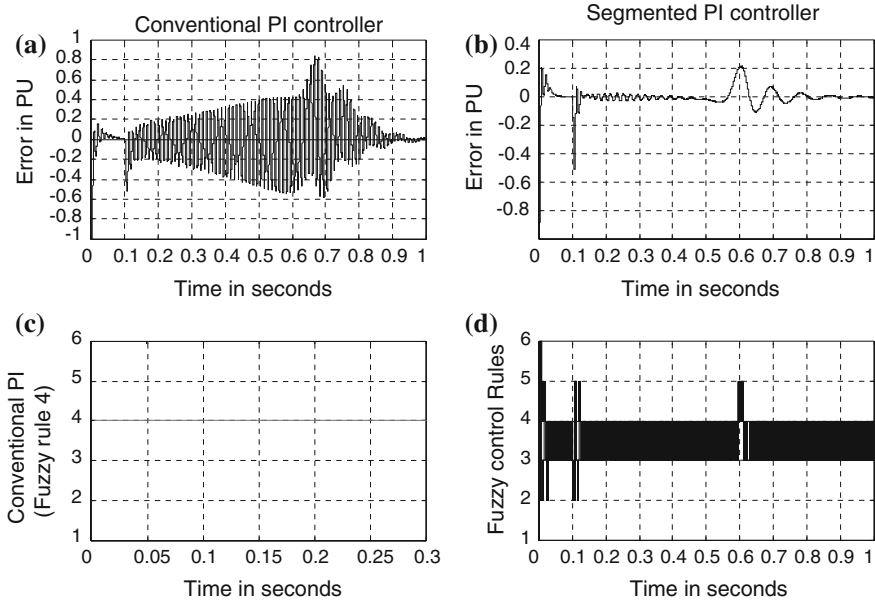 (a)
Conventional PI controller
Error in PU
1
0.8
0.6
0.4
0.2
0
-0.2
-0.4
-0.6
-0.8
-1
0 0.1 0.2 0.3 0.4 0.5 0.6 0.7 0.8 0.9 1
Time in seconds
(b)
Segmented PI controller
Error in PU
0.4
0.2
0
-0.2
-0.4
-0.6
-0.8
0 0.1 0.2 0.3 0.4 0.5 0.6 0.7 0.8 0.9 1
Time in seconds
(c)
Conventional PI
(Fuzzy rule 4)
6
5
4
3
2
1
0 0.05 0.1 0.15 0.2 0.25 0.3
Time in seconds
(d)
Fuzzy control Rules
6
5
4
3
2
1
0 0.1 0.2 0.3 0.4 0.5 0.6 0.7 0.8 0.9 1
Time in seconds